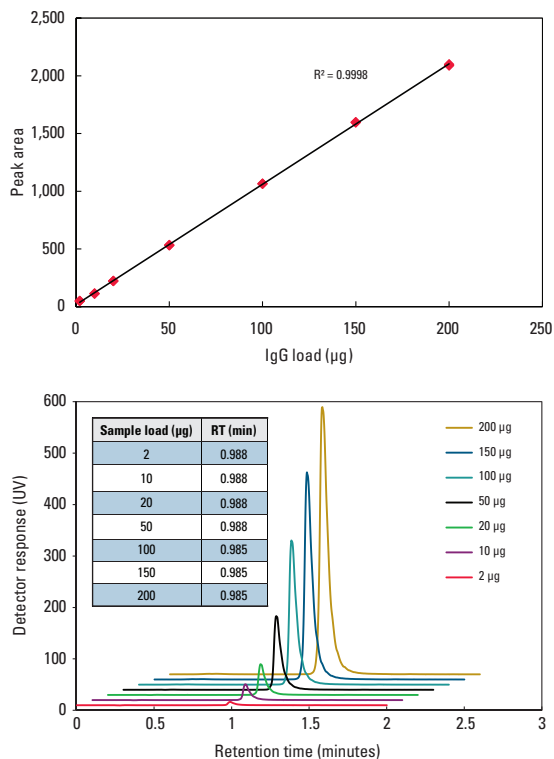 2,500
2,000
1,500
1,000
500
0
Peak area
R² = 0.9998
0 50 100 150 200 250
IgG load (µg)
600
500
400
300
200
100
0
Detector response (UV)
Sample load (µg) RT (min)
2 0.988
10 0.988
20 0.988
50 0.988
100 0.985
150 0.985
200 0.985
200 µg
150 µg
100 µg
50 µg
20 µg
10 µg
2 µg
0 0.5 1 1.5 2 2.5 3
Retention time (minutes)